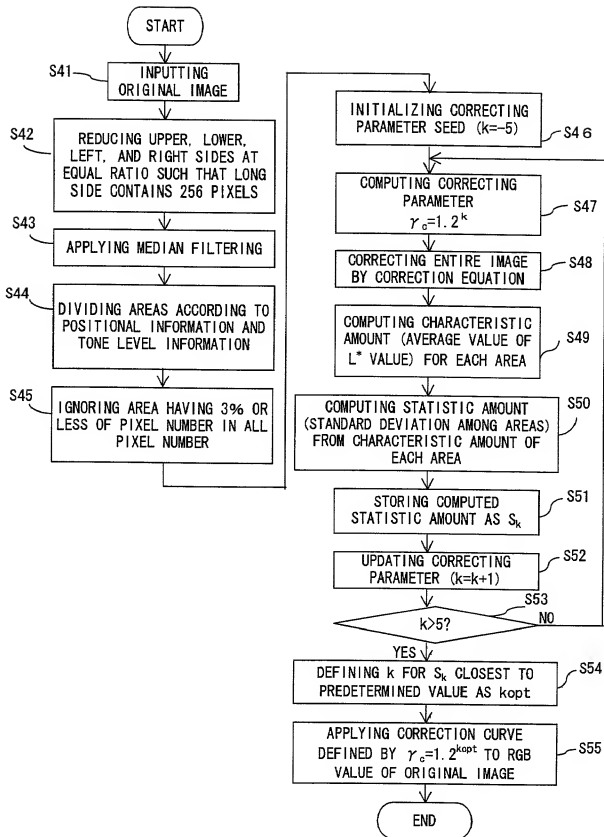 START
S41
INPUTTING
ORIGINAL IMAGE
S42
REDUCING UPPER, LOWER,
LEFT, AND RIGHT SIDES AT
EQUAL RATIO SUCH THAT LONG
SIDE CONTAINS 256 PIXELS
S43
APPLYING MEDIAN FILTERING
S44
DIVIDING AREAS ACCORDING TO
POSITIONAL INFORMATION AND
TONE LEVEL INFORMATION
S45
IGNORING AREA HAVING 3% OR
LESS OF PIXEL NUMBER IN ALL
PIXEL NUMBER
INITIALIZING CORRECTING
PARAMETER SEED (k=-5)
S46
COMPUTING CORRECTING
PARAMETER
γc=1.2^k
S47
CORRECTING ENTIRE IMAGE
BY CORRECTION EQUATION
S48
COMPUTING CHARACTERISTIC
AMOUNT (AVERAGE VALUE OF
L* VALUE) FOR EACH AREA
S49
COMPUTING STATISTIC AMOUNT
(STANDARD DEVIATION AMONG AREAS)
FROM CHARACTERISTIC AMOUNT OF
EACH AREA
S50
STORING COMPUTED
STATISTIC AMOUNT AS Sk
S51
UPDATING CORRECTING
PARAMETER (k=k+1)
S52
k>5?
S53
NO
YES
DEFINING k FOR Sk CLOSEST TO
PREDETERMINED VALUE AS kopt
S54
APPLYING CORRECTION CURVE
DEFINED BY γc=1.2^kopt TO RGB
VALUE OF ORIGINAL IMAGE
S55
END